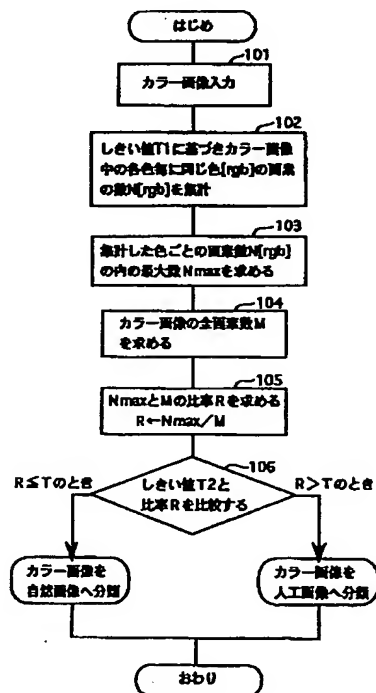 はじめ
101
カラー画像入力
102
しきい値T1に基づきカラー画像
中の各色毎に同じ色[rgb]の画素
の数N[rgb]を集計
103
集計した色ごとの画素数N[rgb]
の内の最大数Nmaxを求める
104
カラー画像の全画素数M
を求める
105
NmaxとMの比率Rを求める
R←Nmax/M
106
R≦Tのとき
しきい値T2と
比率Rを比較する
R>Tのとき
カラー画像を
自然画像へ分類
カラー画像を
人工画像へ分類
おわり